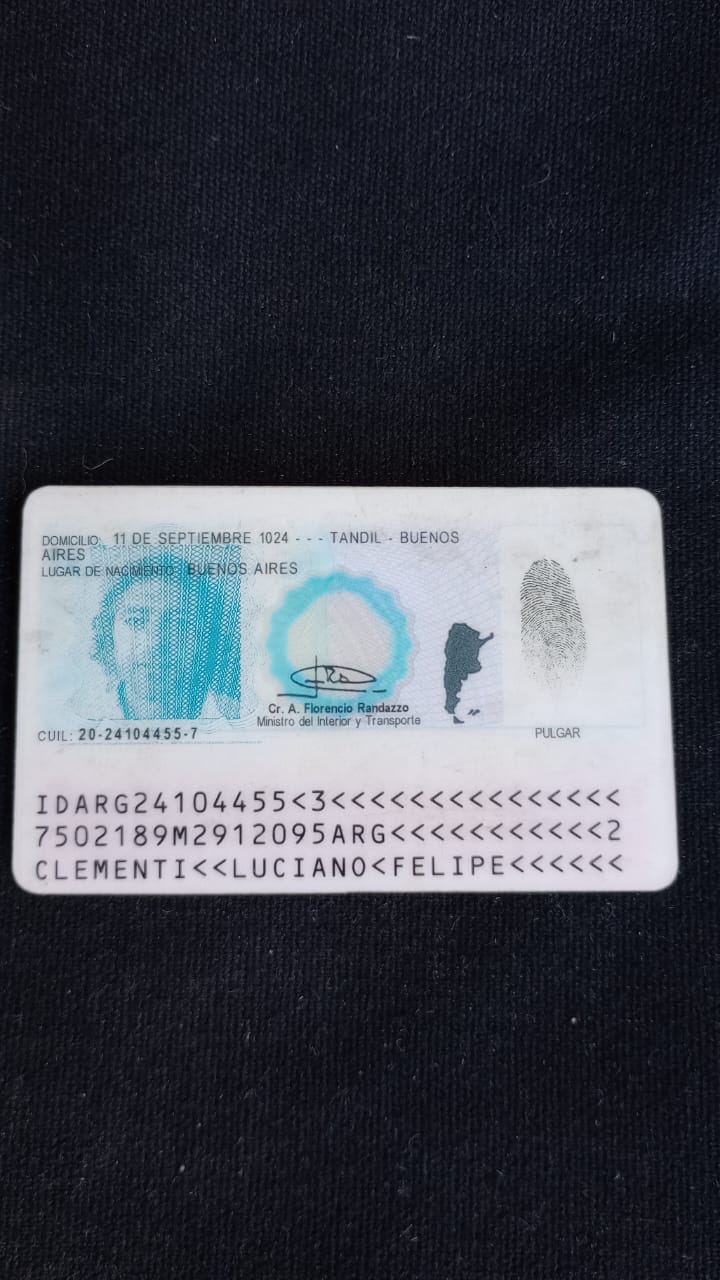 DOMICILIO: 11 DE SEPTIEMBRE 1024 - - - TANDIL - BUENOS
AIRES
LUGAR DE NACIMIENTO: BUENOS AIRES
Cr. A. Florencio Randazzo
Ministro del Interior y Transporte
CUIL: 20-24104455-7
PULGAR
IDARG24104455<3<<<<<<<<<<<<<<<
7502189M2912095ARG<<<<<<<<<<<2
CLEMENTI<<LUCIANO<FELIPE<<<<<<